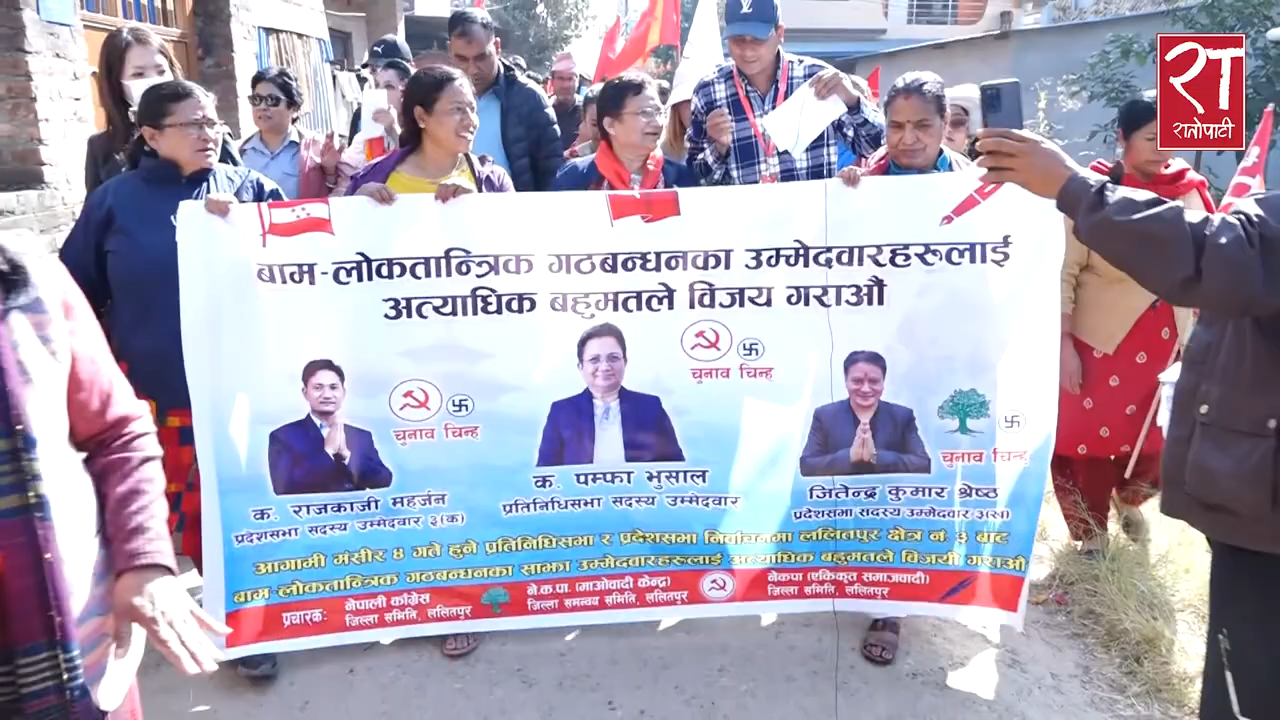 रातोपाटी
बाम-लोकतान्त्रिक गठबन्धनका उम्मेदवारहरूलाई
अत्याधिक बहुमतले विजय गराऔं
चुनाव चिन्ह
चुनाव चिन्ह
चुनाव चिन्ह
क. राजकाजी महर्जन
प्रदेशसभा सदस्य उम्मेदवार ३(क)
क. पम्फा भुसाल
प्रतिनिधिसभा सदस्य उम्मेदवार
जितेन्द्र कुमार श्रेष्ठ
प्रदेशसभा सदस्य उम्मेदवार ३(ख)
आगामी मंसीर ४ गते हुने प्रतिनिधिसभा र प्रदेशसभा निर्वाचनमा ललितपुर क्षेत्र नं. ३ बाट
बाम-लोकतान्त्रिक गठबन्धनका साझा उम्मेदवारहरूलाई अत्याधिक बहुमतले विजयी गराऔं
प्रचारक:
नेपाली काँग्रेस
जिल्ला समिति, ललितपुर
ने.क.पा. (माओवादी केन्द्र)
जिल्ला समन्वय समिति, ललितपुर
नेकपा (एकिकृत समाजवादी)
जिल्ला समिति, ललितपुर